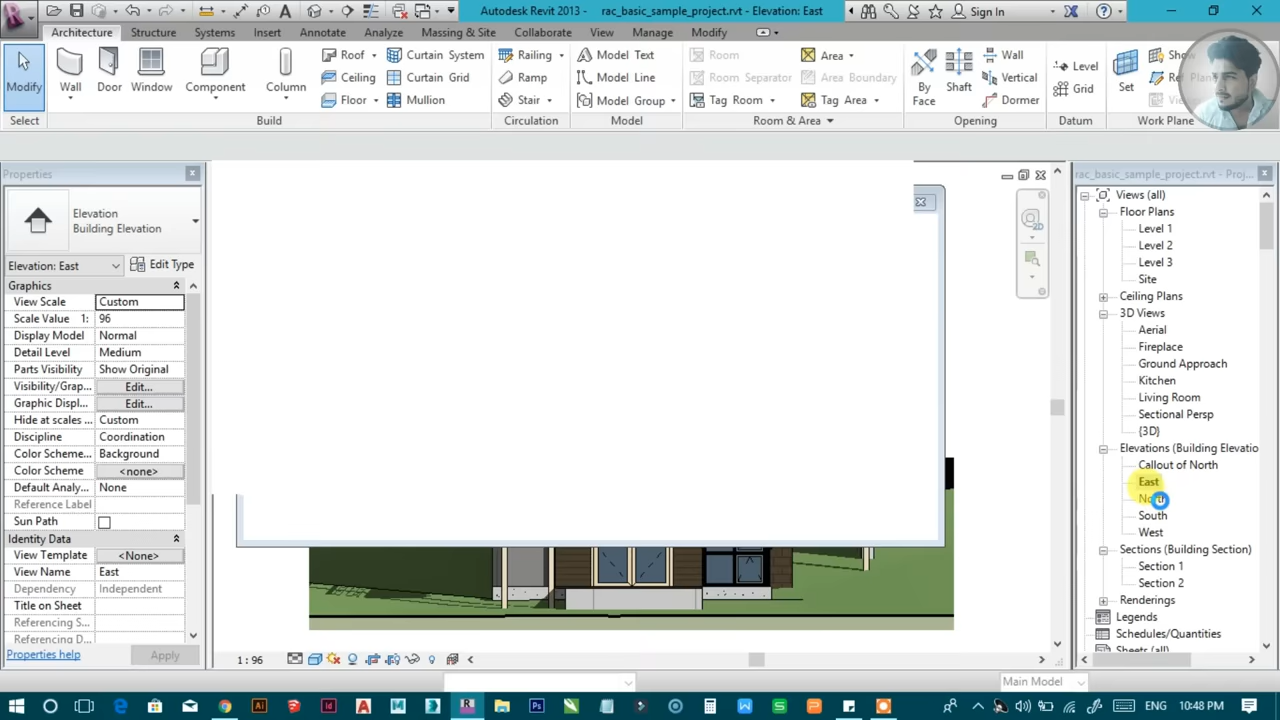 Autodesk Revit 2013 - rac_basic_sample_project.rvt - Elevation: East
Sign In
Architecture Structure Systems Insert Annotate Analyze Massing & Site Collaborate View Manage Modify
Modify
Wall
Door
Window
Component
Column
Roof
Ceiling
Floor
Curtain System
Curtain Grid
Mullion
Railing
Ramp
Stair
Model Text
Model Line
Model Group
Room
Room Separator
Tag Room
Area
Area Boundary
Tag Area
By
Face
Shaft
Wall
Vertical
Dormer
Level
Grid
Set
Show
Select
Build
Circulation
Model
Room & Area
Opening
Datum
Work Plane
Properties
Elevation
Building Elevation
Elevation: East
Edit Type
Graphics
View Scale Custom
Scale Value 1: 96
Display Model Normal
Detail Level Medium
Parts Visibility Show Original
Visibility/Grap... Edit...
Graphic Displ... Edit...
Hide at scales ... Custom
Discipline Coordination
Color Scheme... Background
Color Scheme <none>
Default Analy... None
Reference Label
Sun Path
Identity Data
View Template <None>
View Name East
Dependency Independent
Title on Sheet
Referencing S...
Referencing D...
Properties help
Apply
2D
rac_basic_sample_project.rvt - Proj...
Views (all)
Floor Plans
Level 1
Level 2
Level 3
Site
Ceiling Plans
3D Views
Aerial
Fireplace
Ground Approach
Kitchen
Living Room
Sectional Persp
{3D}
Elevations (Building Elevatio
Callout of North
East
North
South
West
Sections (Building Section)
Section 1
Section 2
Renderings
Legends
Schedules/Quantities
Sheets (all)
1 : 96
Main Model
ENG 10:48 PM